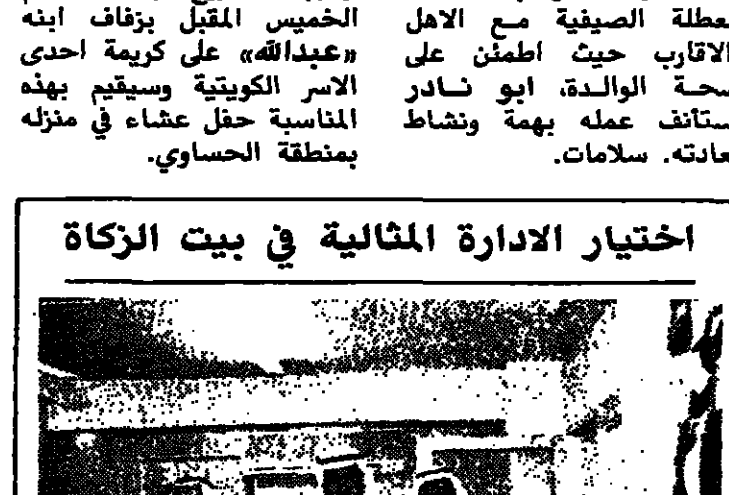 الخميس المقبل بزفاف ابنه
«عبدالله» على كريمة احدى
الاسر الكويتية وسيقيم بهذه
المناسبة حفل عشاء في منزله
بمنطقة الحساوي.
لعطلة الصيفية مع الاهل
الاقارب حيث اطمئن على
صحة الوالدة، ابو نادر
ستأنف عمله بهمة ونشاط
عادته. سلامات.
اختيار الادارة المثالية في بيت الزكاة